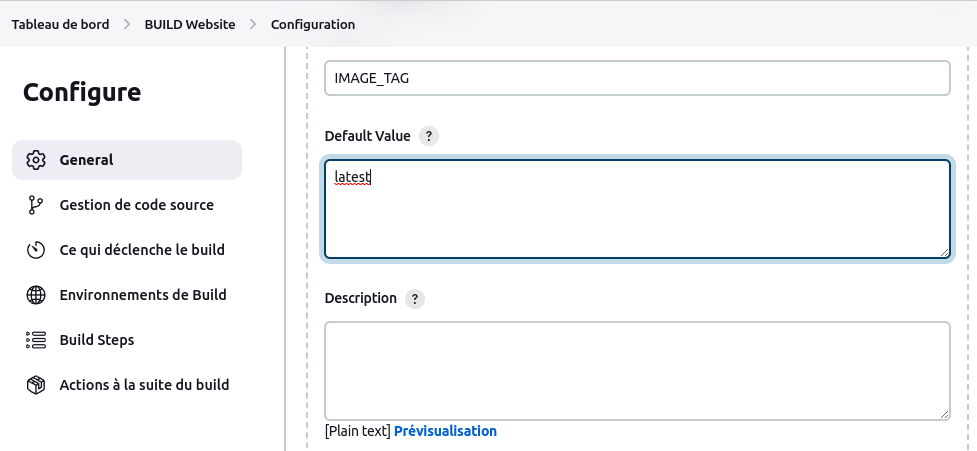 Tableau de bord > BUILD Website > Configuration
Configure
General
Gestion de code source
Ce qui déclenche le build
Environnements de Build
Build Steps
Actions à la suite du build
IMAGE_TAG
Default Value ?
latest
Description ?
[Plain text] Prévisualisation